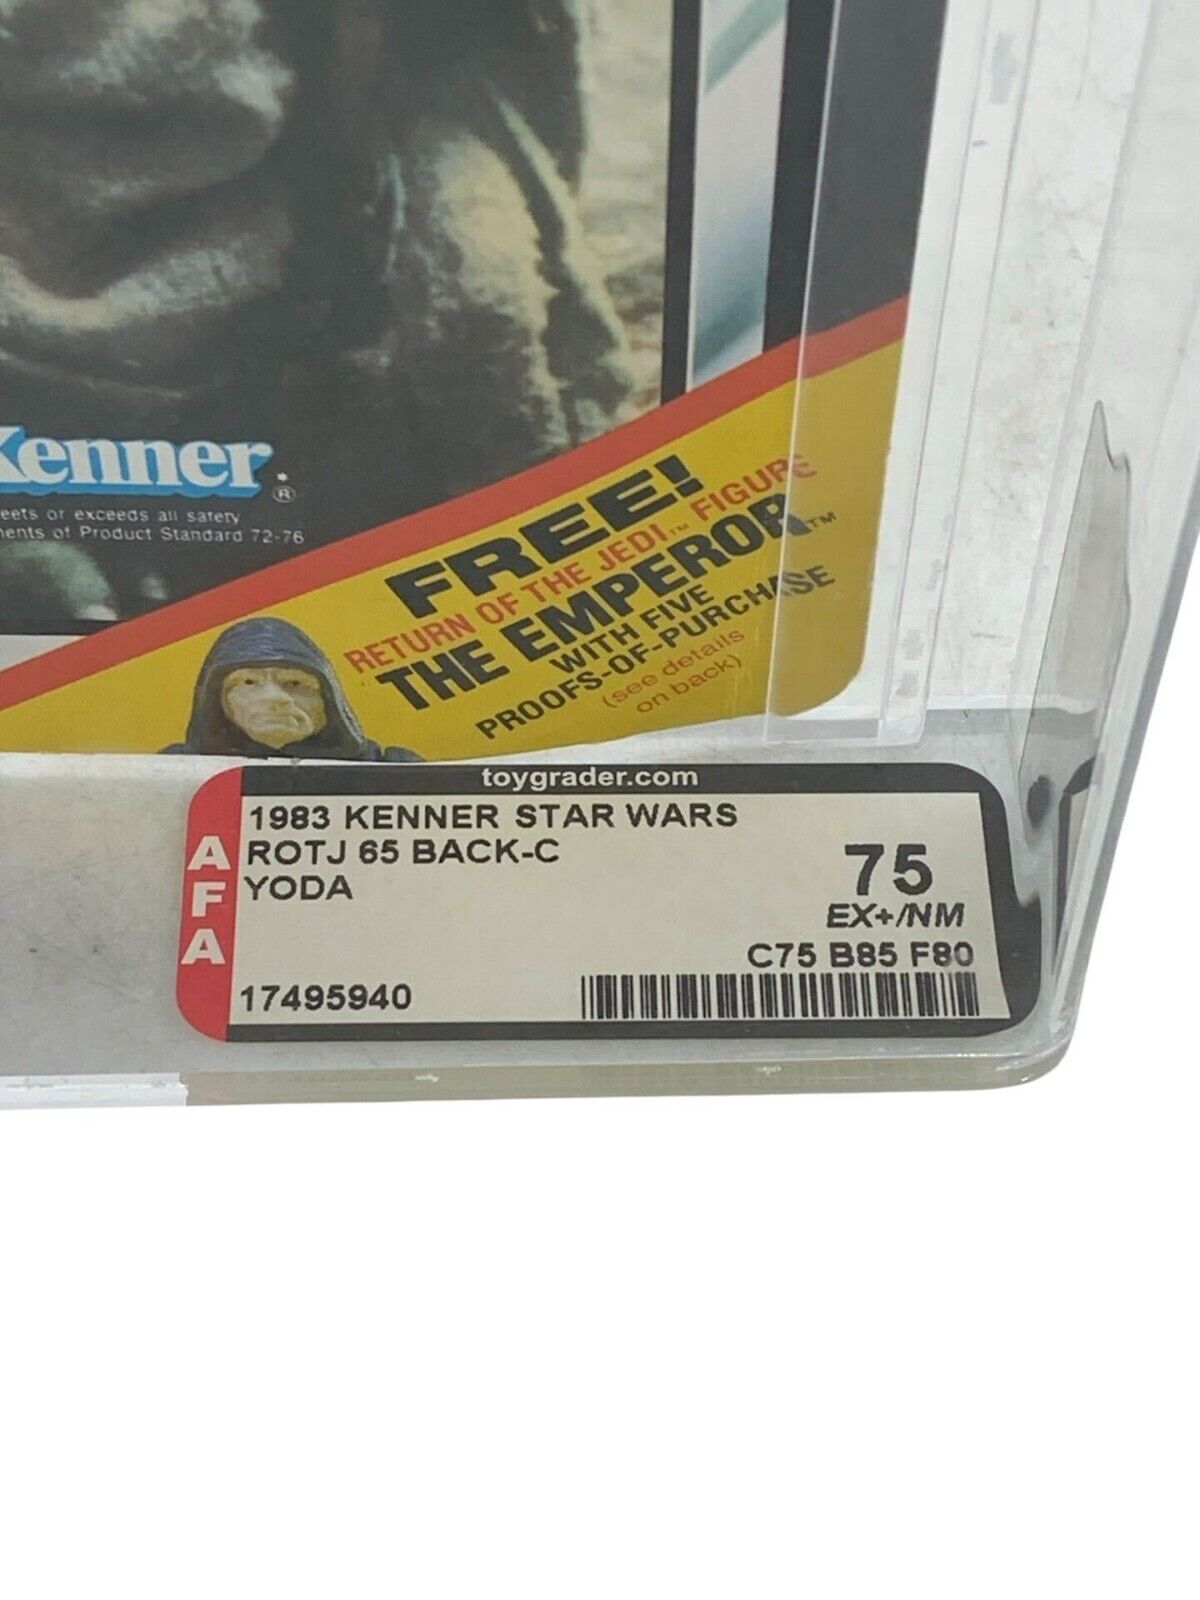 Kenner®
eets or exceeds all safety
ments of Product Standard 72-76
FREE!
RETURN OF THE JEDI™ FIGURE
THE EMPEROR™
WITH FIVE
PROOFS-OF-PURCHASE
(see details
on back)
toygrader.com
AFA
1983 KENNER STAR WARS
ROTJ 65 BACK-C
YODA
75
EX+/NM
C75 B85 F80
17495940